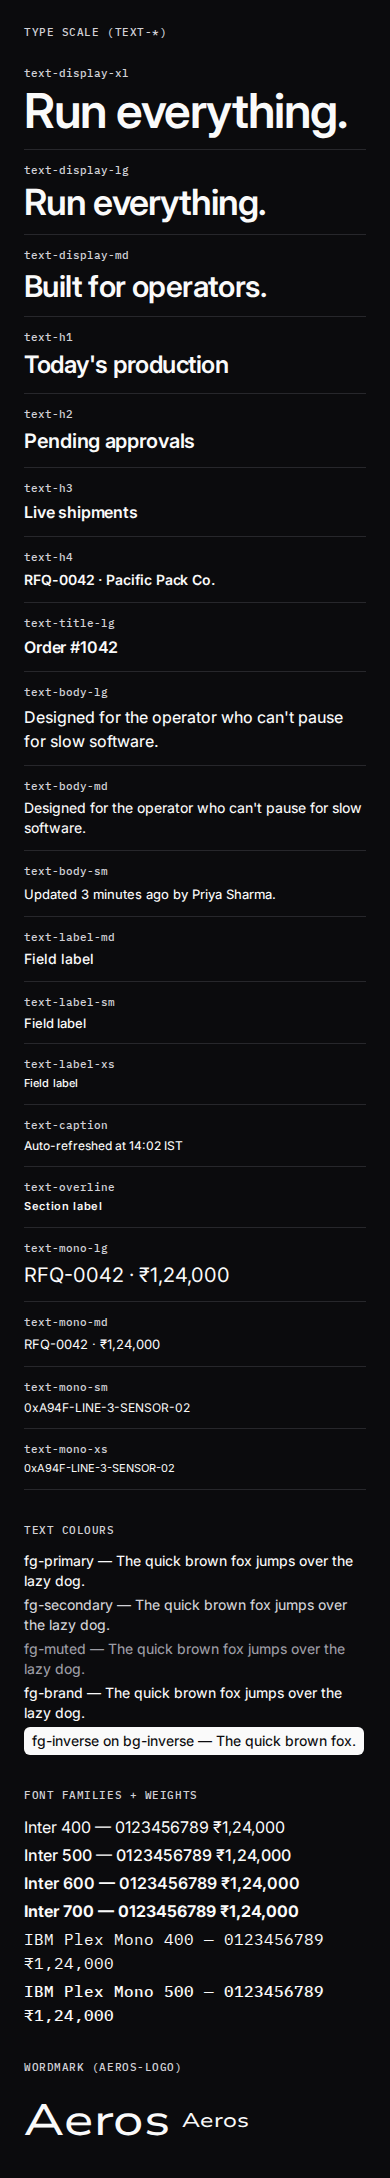 TYPE SCALE (TEXT-*)
text-display-xl
Run everything.
text-display-lg
Run everything.
text-display-md
Built for operators.
text-h1
Today's production
text-h2
Pending approvals
text-h3
Live shipments
text-h4
RFQ-0042 · Pacific Pack Co.
text-title-lg
Order #1042
text-body-lg
Designed for the operator who can't pause
for slow software.
text-body-md
Designed for the operator who can't pause for slow
software.
text-body-sm
Updated 3 minutes ago by Priya Sharma.
text-label-md
Field label
text-label-sm
Field label
text-label-xs
Field label
text-caption
Auto-refreshed at 14:02 IST
text-overline
Section label
text-mono-lg
RFQ-0042 · ₹1,24,000
text-mono-md
RFQ-0042 · ₹1,24,000
text-mono-sm
0xA94F-LINE-3-SENSOR-02
text-mono-xs
0xA94F-LINE-3-SENSOR-02
TEXT COLOURS
fg-primary — The quick brown fox jumps over the
lazy dog.
fg-secondary — The quick brown fox jumps over
the lazy dog.
fg-muted — The quick brown fox jumps over the
lazy dog.
fg-brand — The quick brown fox jumps over the
lazy dog.
fg-inverse on bg-inverse — The quick brown fox.
FONT FAMILIES + WEIGHTS
Inter 400 — 0123456789 ₹1,24,000
Inter 500 — 0123456789 ₹1,24,000
Inter 600 — 0123456789 ₹1,24,000
Inter 700 — 0123456789 ₹1,24,000
IBM Plex Mono 400 — 0123456789
₹1,24,000
IBM Plex Mono 500 — 0123456789
₹1,24,000
WORDMARK (AEROS-LOGO)
Aeros Aeros